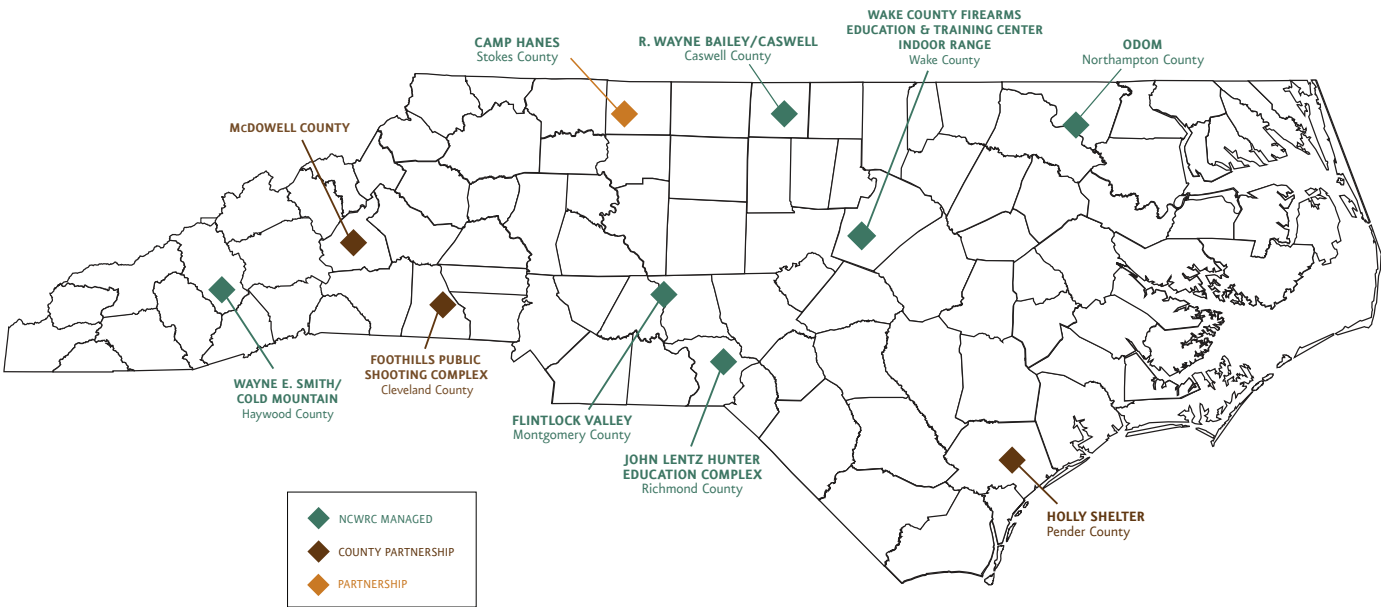 WAKE COUNTY FIREARMS
EDUCATION & TRAINING CENTER
INDOOR RANGE
Wake County
CAMP HANES
Stokes County
R. WAYNE BAILEY/CASWELL
Caswell County
ODOM
Northampton County
McDOWELL COUNTY
FOOTHILLS PUBLIC
SHOOTING COMPLEX
Cleveland County
WAYNE E. SMITH/
COLD MOUNTAIN
Haywood County
FLINTLOCK VALLEY
Montgomery County
JOHN LENTZ HUNTER
EDUCATION COMPLEX
Richmond County
HOLLY SHELTER
Pender County
NCWRC MANAGED
COUNTY PARTNERSHIP
PARTNERSHIP